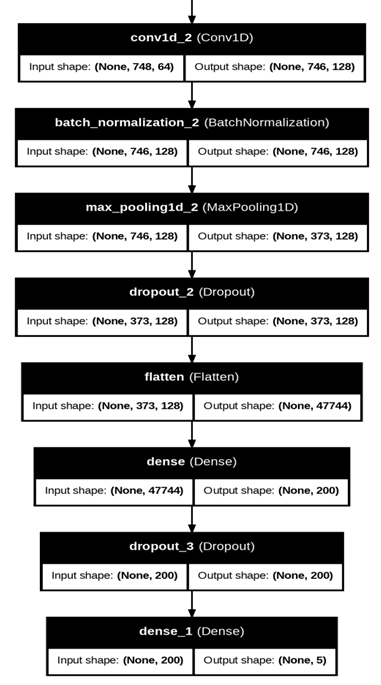 conv1d_2 (Conv1D)
Input shape: (None, 748, 64) Output shape: (None, 746, 128)
batch_normalization_2 (BatchNormalization)
Input shape: (None, 746, 128) Output shape: (None, 746, 128)
max_pooling1d_2 (MaxPooling1D)
Input shape: (None, 746, 128) Output shape: (None, 373, 128)
dropout_2 (Dropout)
Input shape: (None, 373, 128) Output shape: (None, 373, 128)
flatten (Flatten)
Input shape: (None, 373, 128) Output shape: (None, 47744)
dense (Dense)
Input shape: (None, 47744) Output shape: (None, 200)
dropout_3 (Dropout)
Input shape: (None, 200) Output shape: (None, 200)
dense_1 (Dense)
Input shape: (None, 200) Output shape: (None, 5)